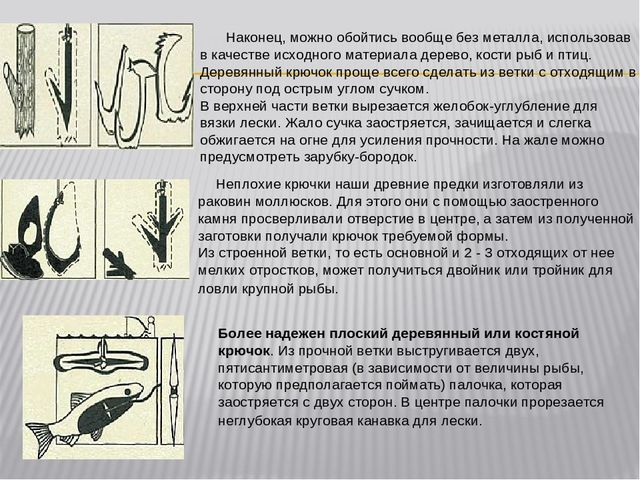 Наконец, можно обойтись вообще без металла, использовав
в качестве исходного материала дерево, кости рыб и птиц.
Деревянный крючок проще всего сделать из ветки с отходящим в
сторону под острым углом сучком.
В верхней части ветки вырезается желобок-углубление для
вязки лески. Жало сучка заостряется, зачищается и слегка
обжигается на огне для усиления прочности. На жале можно
предусмотреть зарубку-бородок.
Неплохие крючки наши древние предки изготовляли из
раковин моллюсков. Для этого они с помощью заостренного
камня просверливали отверстие в центре, а затем из полученной
заготовки получали крючок требуемой формы.
Из строенной ветки, то есть основной и 2 - 3 отходящих от нее
мелких отростков, может получиться двойник или тройник для
ловли крупной рыбы.
Более надежен плоский деревянный или костяной
крючок. Из прочной ветки выстругивается двух,
пятисантиметровая (в зависимости от величины рыбы,
которую предполагается поймать) палочка, которая
заостряется с двух сторон. В центре палочки прорезается
неглубокая круговая канавка для лески.